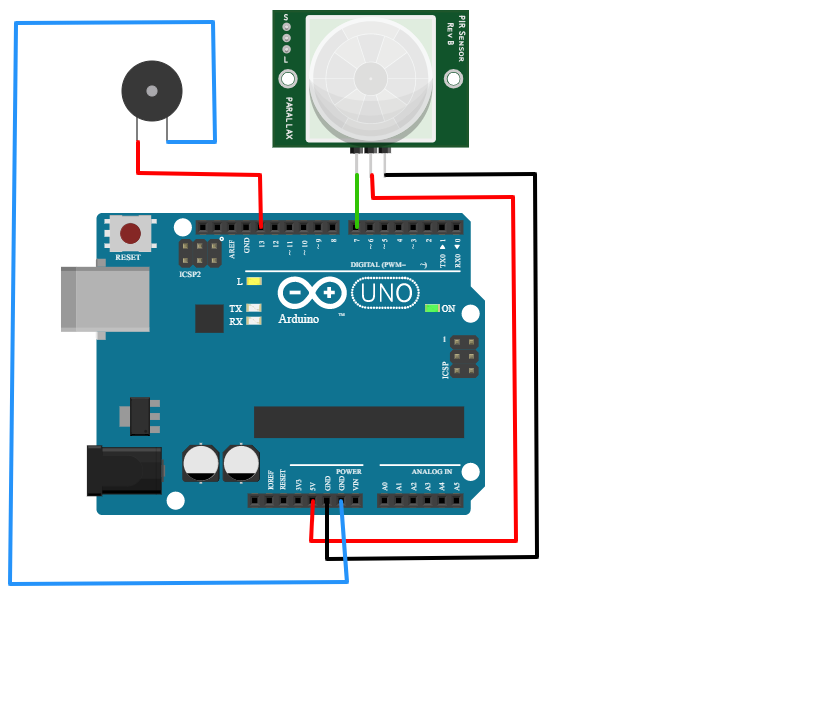 S
L
PIR SENSOR
REV B
PARALLAX
RESET
ICSP2
AREF
GND
13
12
~11
~10
~9
8
7
~6
~5
4
~3
2
TX0 ▶ 1
RX0 ◀ 0
DIGITAL (PWM~ ~)
L
TX
RX
Arduino
™
UNO
ON
1
ICSP
POWER
ANALOG IN
IOREF
RESET
3V3
5V
GND
GND
VIN
A0
A1
A2
A3
A4
A5